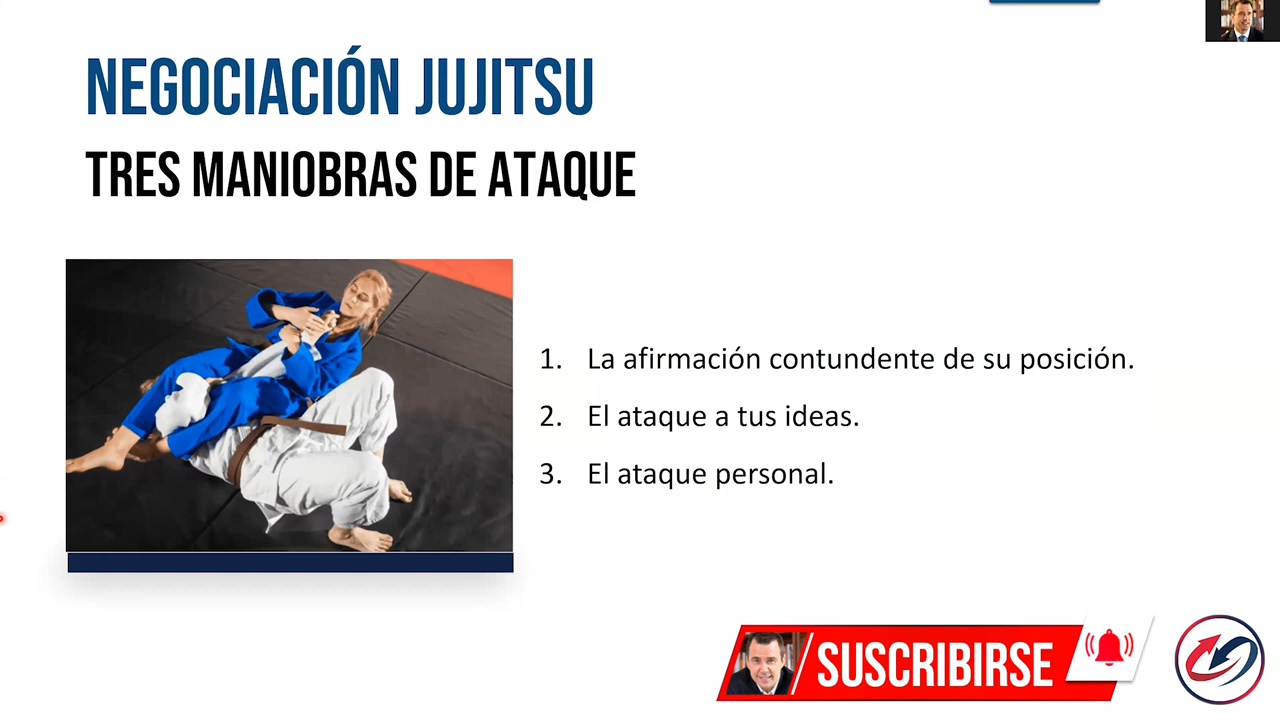 NEGOCIACIÓN JUJITSU
TRES MANIOBRAS DE ATAQUE
1. La afirmación contundente de su posición.
2. El ataque a tus ideas.
3. El ataque personal.
SUSCRIBIRSE